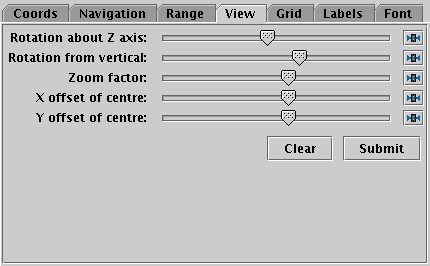 Coords Navigation Range View Grid Labels Font
Rotation about Z axis:
Rotation from vertical:
Zoom factor:
X offset of centre:
Y offset of centre:
Clear Submit